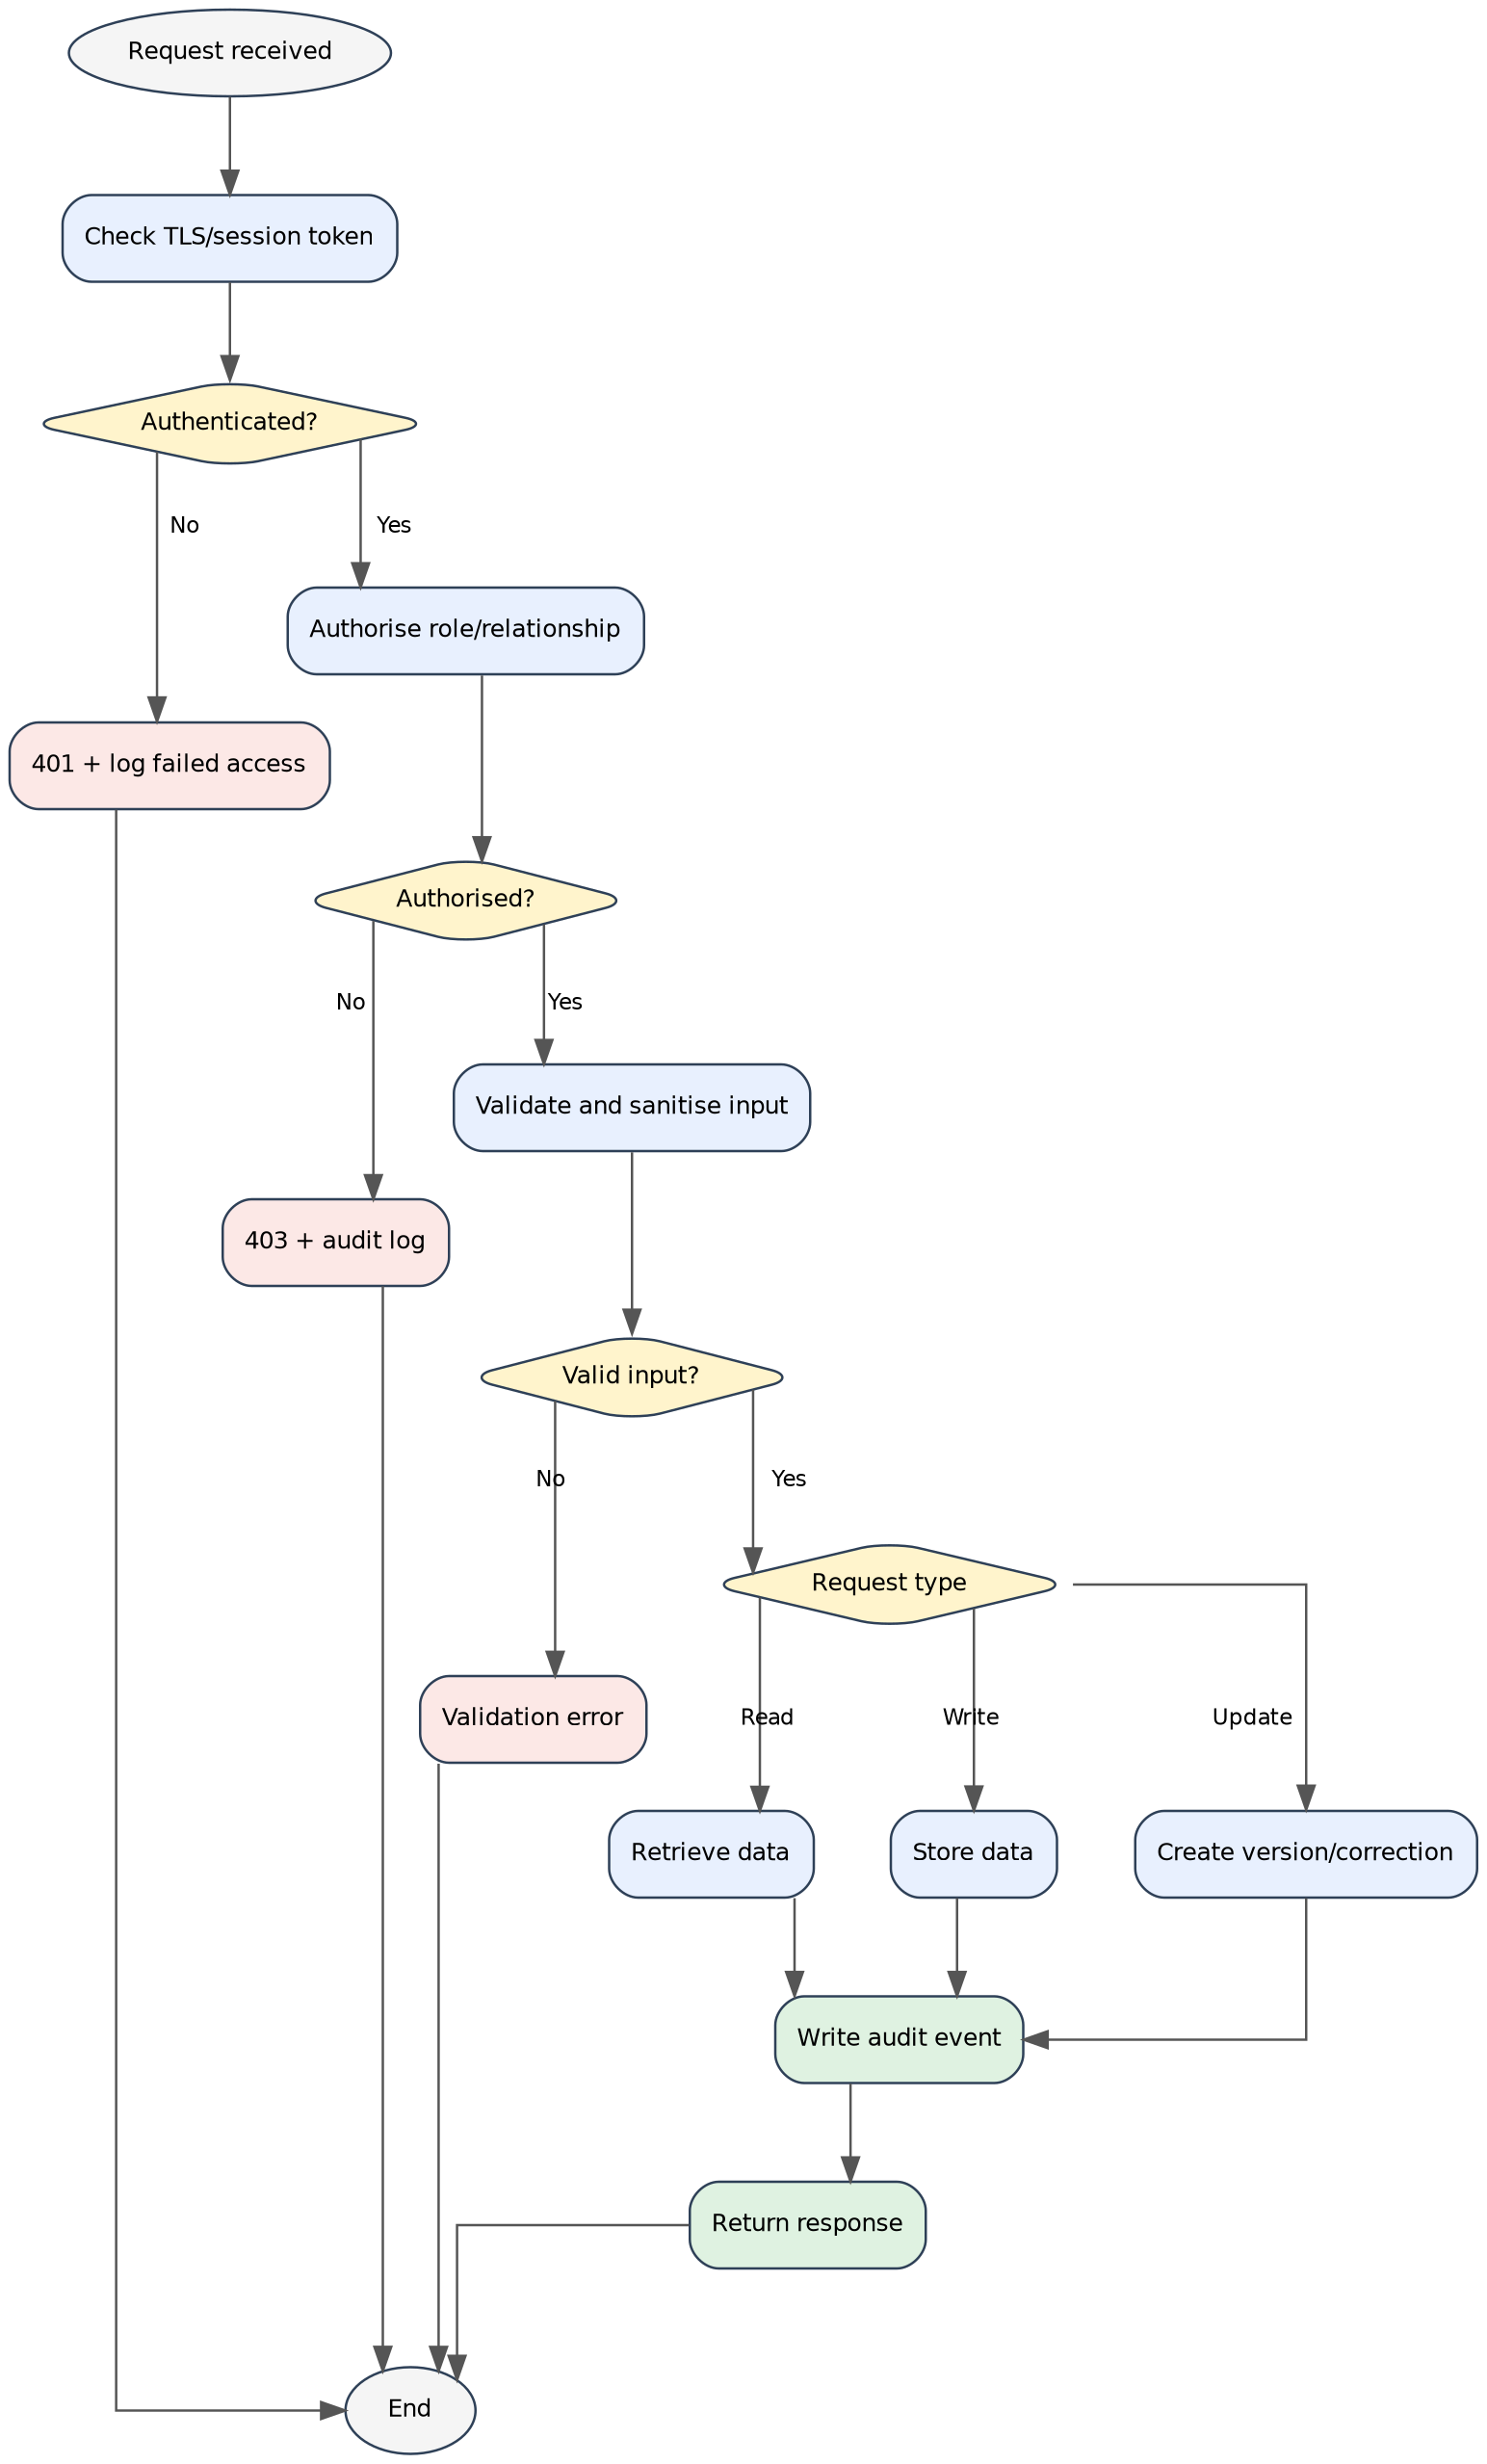 Request received
Check TLS/session token
Authenticated?
No
Yes
Authorise role/relationship
401 + log failed access
Authorised?
No
Yes
Validate and sanitise input
403 + audit log
Valid input?
No
Yes
Request type
Read
Write
Update
Validation error
Retrieve data
Store data
Create version/correction
Write audit event
Return response
End